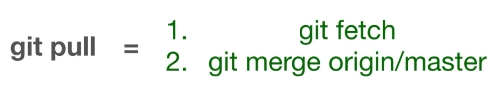 git pull = 1. git fetch
2. git merge origin/master